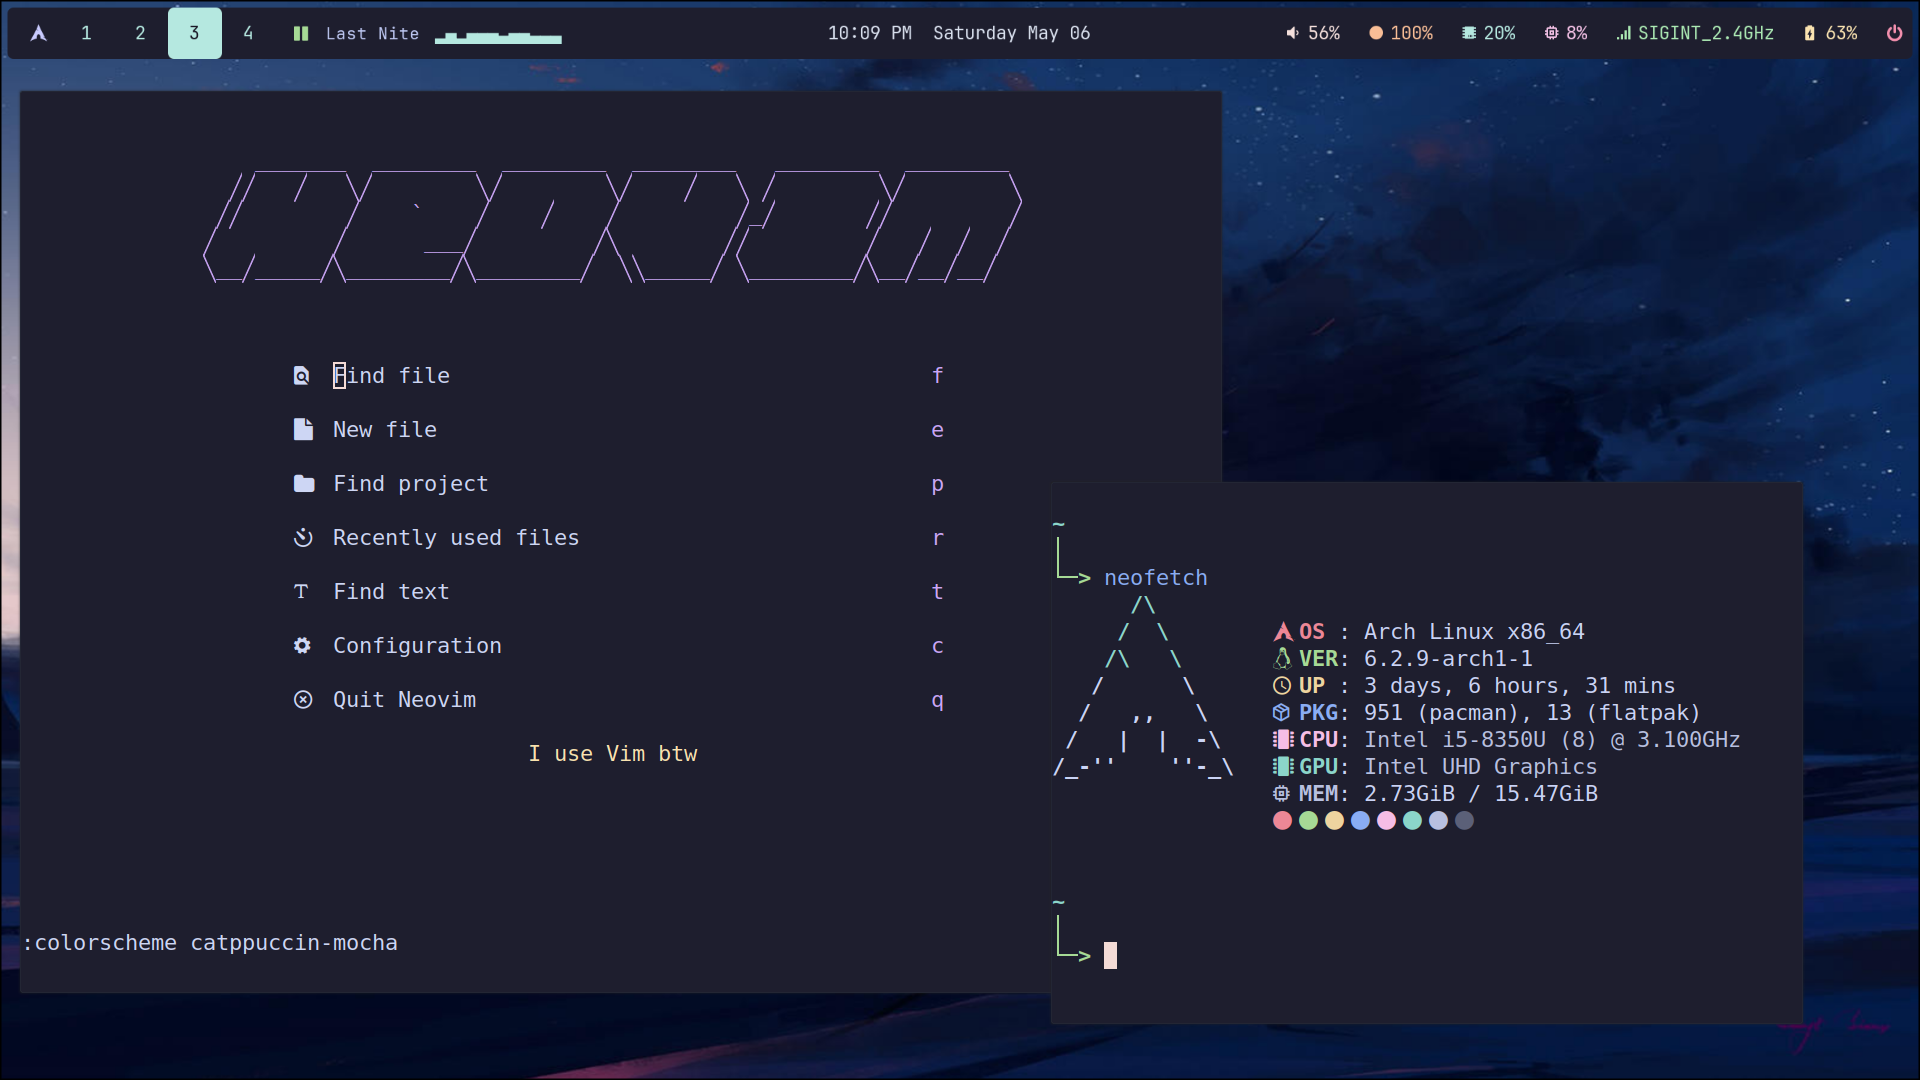 1 2 3 4 Last Nite 10:09 PM Saturday May 06 56% 100% 20% 8% SIGINT_2.4GHz 63%
NEOVIM
Find file f
New file e
Find project p
Recently used files r
Find text t
Configuration c
Quit Neovim q
I use Vim btw
:colorscheme catppuccin-mocha
~
> neofetch
OS : Arch Linux x86_64
VER: 6.2.9-arch1-1
UP : 3 days, 6 hours, 31 mins
PKG: 951 (pacman), 13 (flatpak)
CPU: Intel i5-8350U (8) @ 3.100GHz
GPU: Intel UHD Graphics
MEM: 2.73GiB / 15.47GiB
~
>